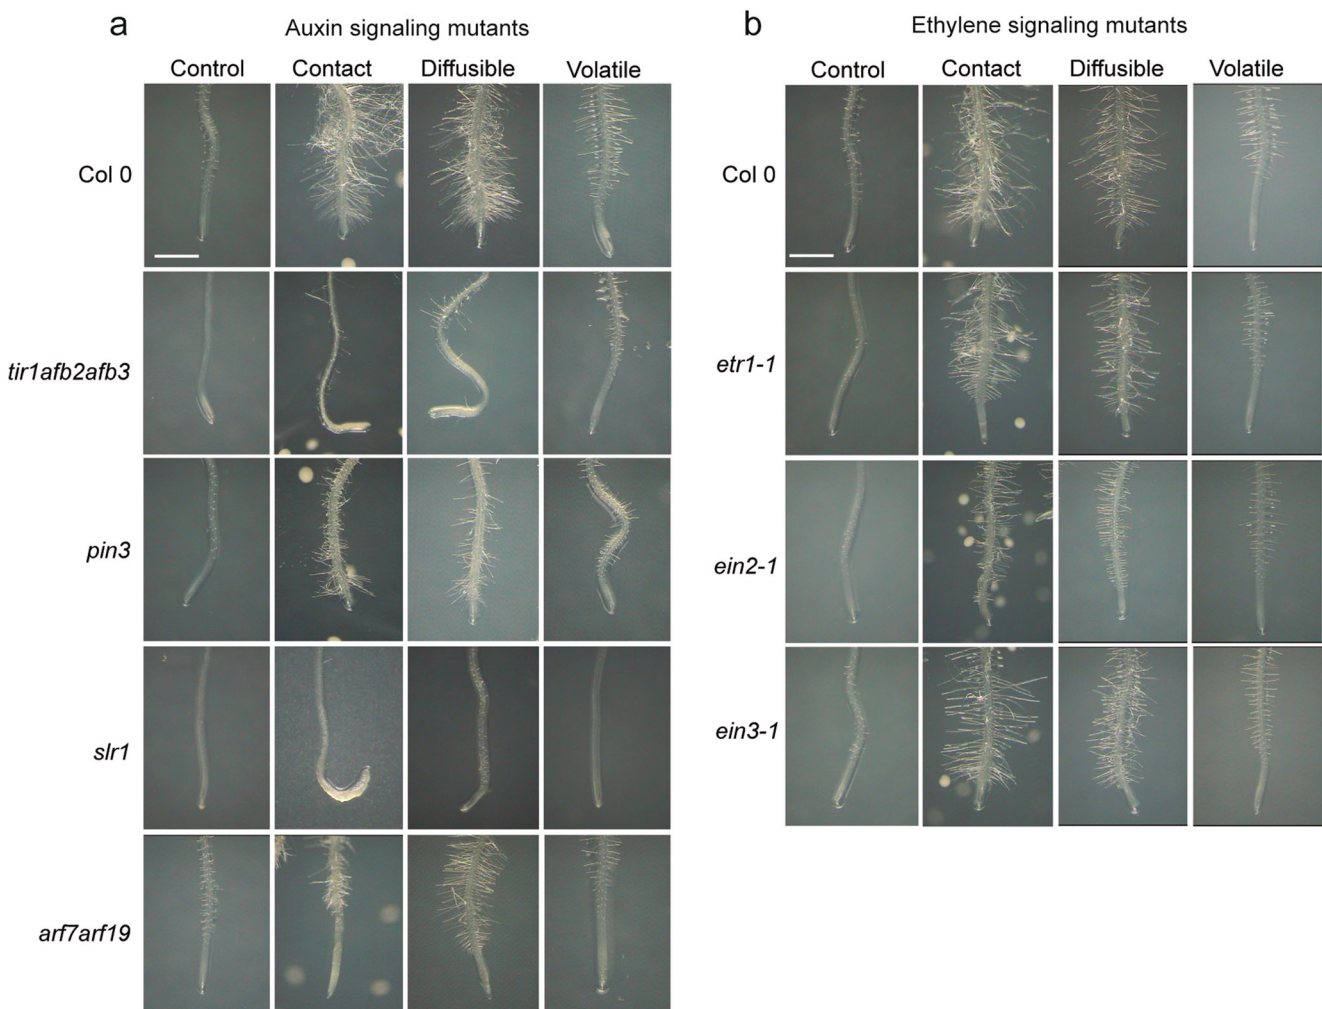 a
Auxin signaling mutants
Control Contact Diffusible Volatile
Col 0
tir1afb2afb3
pin3
slr1
arf7arf19
b
Ethylene signaling mutants
Control Contact Diffusible Volatile
Col 0
etr1-1
ein2-1
ein3-1